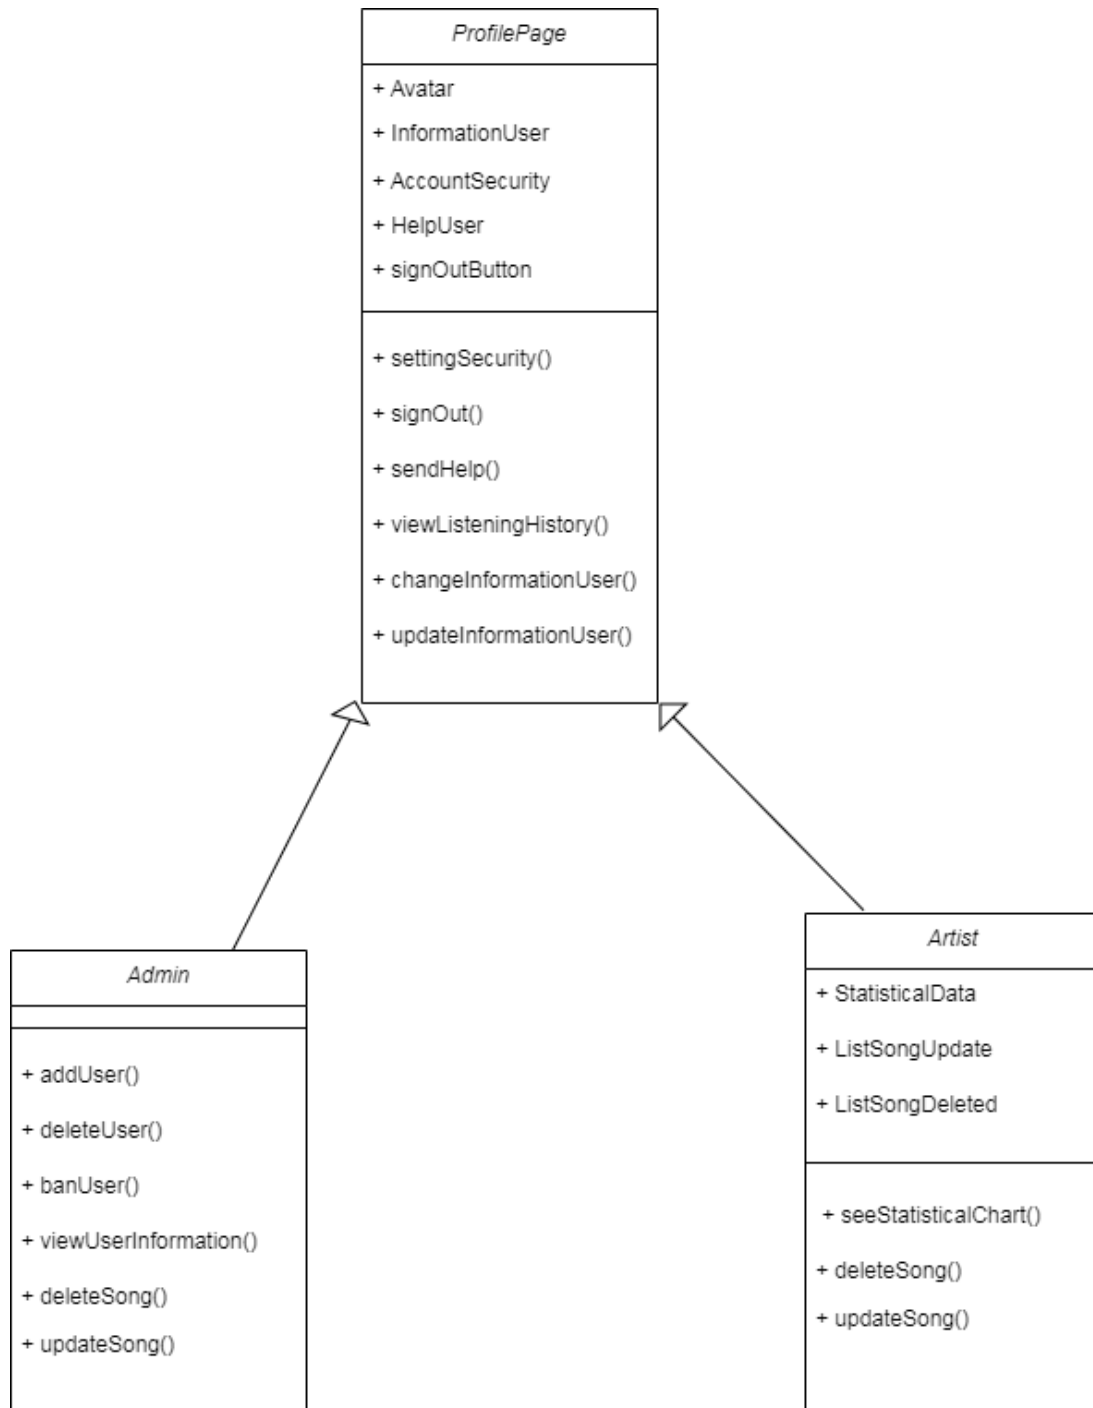 ProfilePage
+ Avatar
+ InformationUser
+ AccountSecurity
+ HelpUser
+ signOutButton
+ settingSecurity()
+ signOut()
+ sendHelp()
+ viewListeningHistory()
+ changeInformationUser()
+ updateInformationUser()
Admin
+ addUser()
+ deleteUser()
+ banUser()
+ viewUserInformation()
+ deleteSong()
+ updateSong()
Artist
+ StatisticalData
+ ListSongUpdate
+ ListSongDeleted
+ seeStatisticalChart()
+ deleteSong()
+ updateSong()